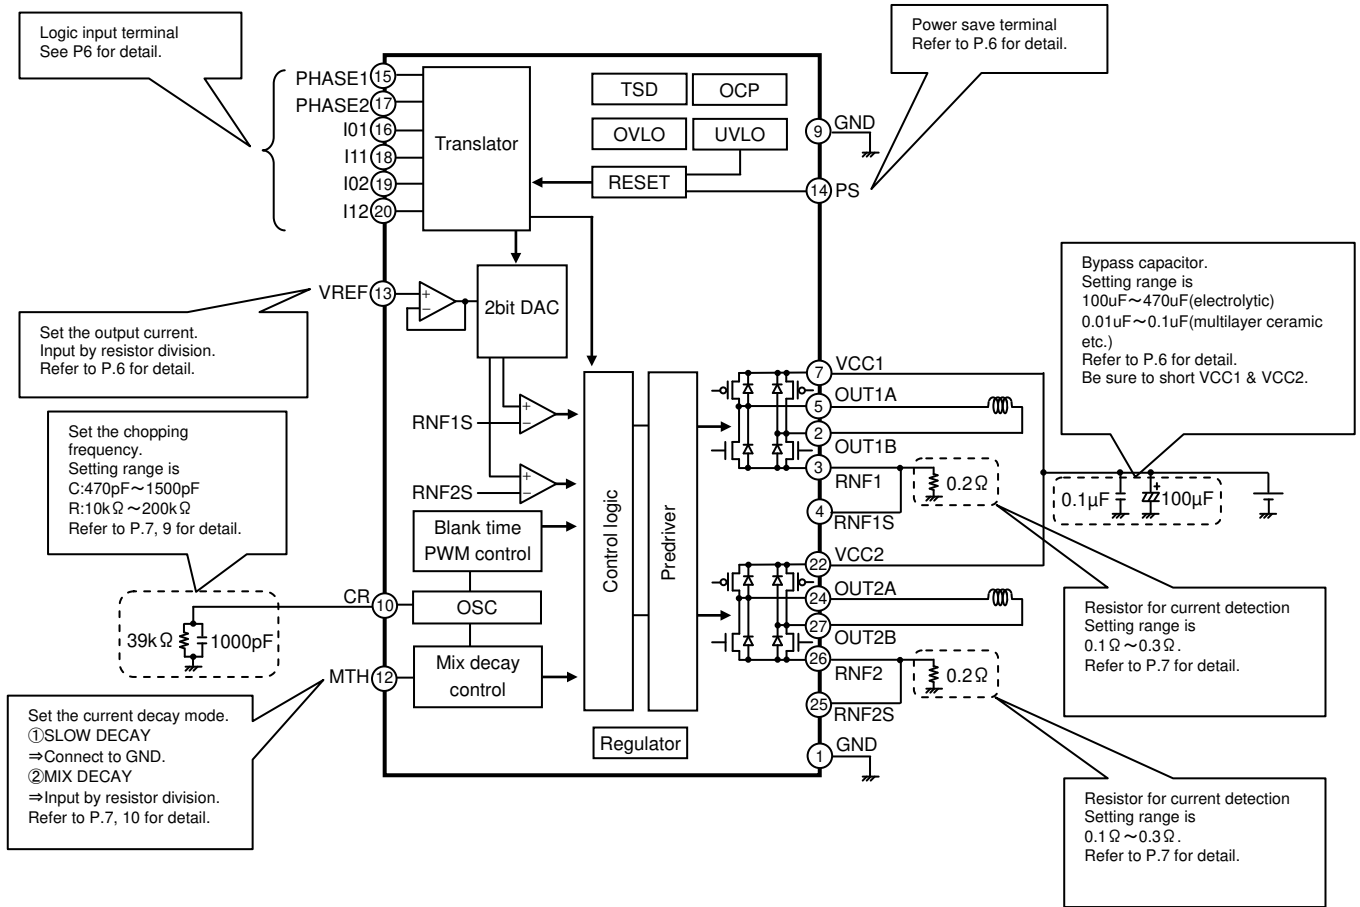 Logic input terminal
See P6 for detail.
Power save terminal
Refer to P.6 for detail.
PHASE1 15
PHASE2 17
I01 16
I11 18
I02 19
I12 20
Translator
TSD
OCP
OVLO
UVLO
RESET
9 GND
14 PS
VREF 13
+
−
2bit DAC
Set the output current.
Input by resistor division.
Refer to P.6 for detail.
Bypass capacitor.
Setting range is
100uF～470uF(electrolytic)
0.01uF～0.1uF(multilayer ceramic
etc.)
Refer to P.6 for detail.
Be sure to short VCC1 & VCC2.
Set the chopping
frequency.
Setting range is
C:470pF～1500pF
R:10kΩ～200kΩ
Refer to P.7, 9 for detail.
RNF1S
+
−
RNF2S
+
−
Blank time
PWM control
OSC
Mix decay
control
Control logic
Predriver
Regulator
7 VCC1
5 OUT1A
2 OUT1B
3 RNF1
4 RNF1S
0.2Ω
0.1µF
+
100µF
22 VCC2
24 OUT2A
27 OUT2B
26 RNF2
25 RNF2S
0.2Ω
1 GND
CR 10
39kΩ
1000pF
MTH 12
Set the current decay mode.
①SLOW DECAY
⇒Connect to GND.
②MIX DECAY
⇒Input by resistor division.
Refer to P.7, 10 for detail.
Resistor for current detection
Setting range is
0.1Ω～0.3Ω.
Refer to P.7 for detail.
Resistor for current detection
Setting range is
0.1Ω～0.3Ω.
Refer to P.7 for detail.